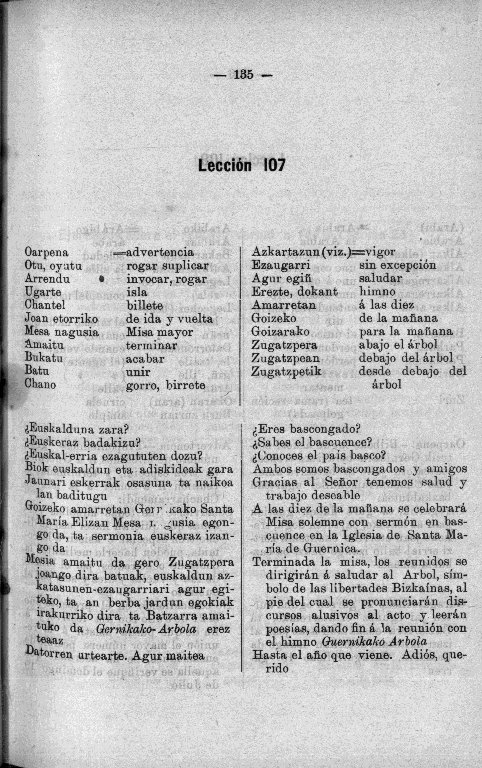 — 135 —
Lección 107
Oarpena =advertencia
Otu, oyatu rogar suplicar
Arrendu invocar, rogar
Ugarte isla
Chantel billete
Joan etorriko de ida y vuelta
Mesa nagusia Misa mayor
Amaitu terminar
Bukatu acabar
Batu unir
Chano gorro, birrete
Azkartazun (viz.)=vigor
Ezaugarri sin excepción
Agur egiñ saludar
Erezte, dokant himno
Amarretan á las diez
Goizeko de la mañana
Goizarako para la mañana
Zugatzpera abajo el árbol
Zugatzpean debajo del árbol
Zugatzpetik desde debajo del
árbol
¿Euskalduna zara?
¿Euskeraz badakizu?
¿Euskal-erria ezagututen dozu?
Biok euskaldun eta adiskideak gara
Jaunari eskerrak osasuna ta naikoa
lan baditugu
Goizeko amarretan Santa
María Elizan Mesa egon-
go da, ta sermonia euskeraz izan-
go da
Mesia amaitu da gero Zugatzpera
joango dira batuak, euskaldun az-
katasunen-ezaugarriari agur egi-
teko, ta an berba jardun egokiak
irakurriko dira ta Batzarra amai-
tuko da Gernikako-Arbola erez
teaaz
Datorren urtearte. Agur maitea
¿Eres bascongado?
¿Sabes el bascuence?
¿Conoces el país basco?
Ambos somos bascongados y amigos
Gracias al Señor tenemos salud y
trabajo deseable
A las diez de la mañana se celebrará
Misa solemne con sermón en bas-
cuence en la Iglesia de Santa Ma-
ría de Guernica.
Terminada la misa, los reunidos se
dirigirán á saludar al Arbol, sím-
bolo de las libertades Bizkaínas, al
pie del cual se pronunciarán dis-
cursos alusivos al acto y leerán
poesías, dando fin á la reunión con
el himno Guernikako Arbola
Hasta el año que viene. Adiós, que-
rido